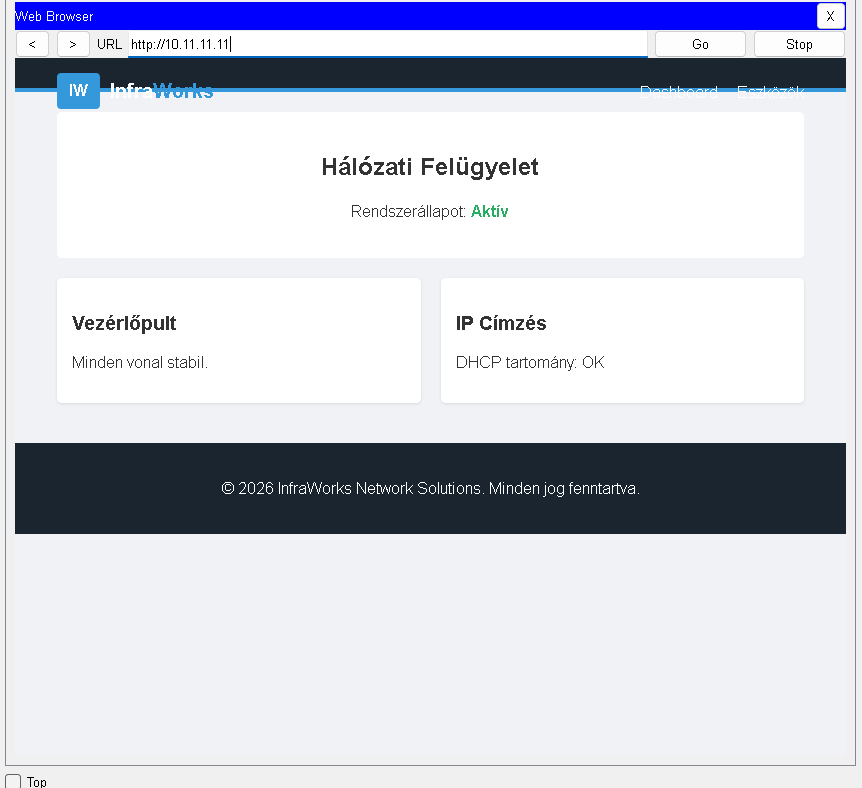 Web Browser X
< > URL http://10.11.11.11 Go Stop
IW InfraWorks Dashboard Eszközök
Hálózati Felügyelet
Rendszerállapot: Aktív
Vezérlőpult
Minden vonal stabil.
IP Címzés
DHCP tartomány: OK
© 2026 InfraWorks Network Solutions. Minden jog fenntartva.
Top